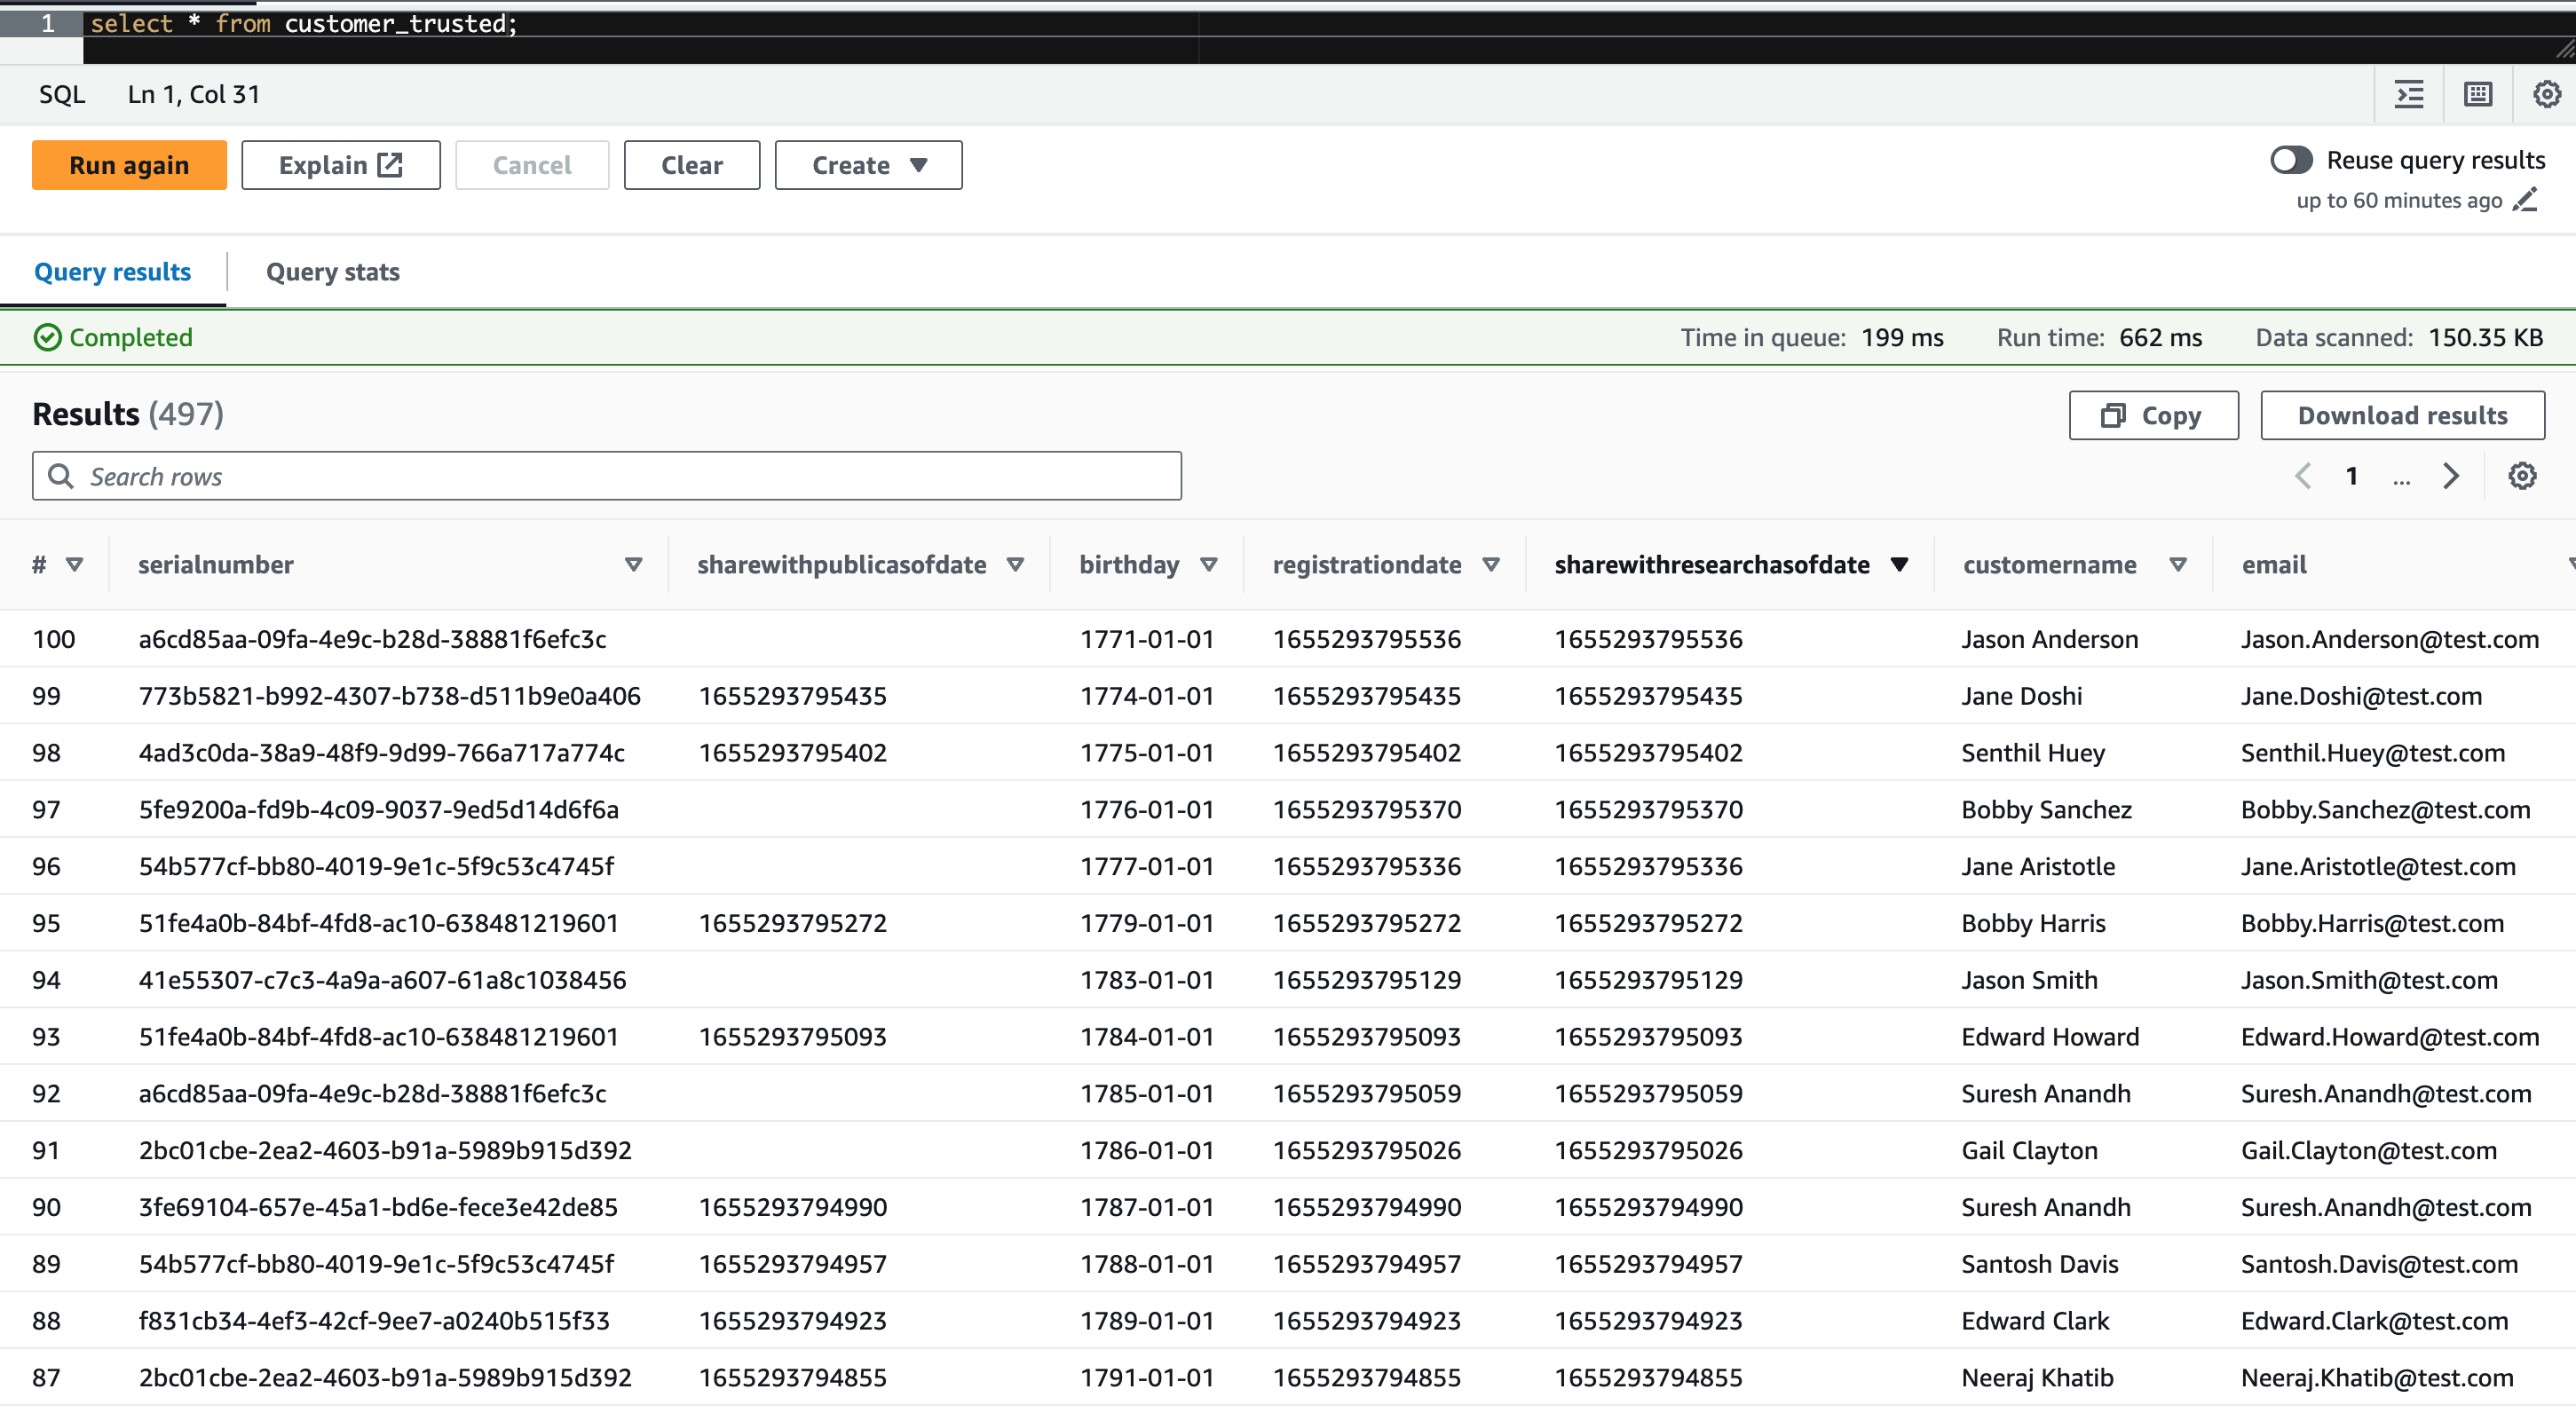 1 select * from customer_trusted;
SQL Ln 1, Col 31
Run again Explain Cancel Clear Create Reuse query results
up to 60 minutes ago
Query results Query stats
Completed Time in queue: 199 ms Run time: 662 ms Data scanned: 150.35 KB
Results (497) Copy Download results
Search rows 1 ...
# serialnumber sharewithpublicasofdate birthday registrationdate sharewithresearchasofdate customername email
100 a6cd85aa-09fa-4e9c-b28d-38881f6efc3c 1771-01-01 1655293795536 1655293795536 Jason Anderson Jason.Anderson@test.com
99 773b5821-b992-4307-b738-d511b9e0a406 1655293795435 1774-01-01 1655293795435 1655293795435 Jane Doshi Jane.Doshi@test.com
98 4ad3c0da-38a9-48f9-9d99-766a717a774c 1655293795402 1775-01-01 1655293795402 1655293795402 Senthil Huey Senthil.Huey@test.com
97 5fe9200a-fd9b-4c09-9037-9ed5d14d6f6a 1776-01-01 1655293795370 1655293795370 Bobby Sanchez Bobby.Sanchez@test.com
96 54b577cf-bb80-4019-9e1c-5f9c53c4745f 1777-01-01 1655293795336 1655293795336 Jane Aristotle Jane.Aristotle@test.com
95 51fe4a0b-84bf-4fd8-ac10-638481219601 1655293795272 1779-01-01 1655293795272 1655293795272 Bobby Harris Bobby.Harris@test.com
94 41e55307-c7c3-4a9a-a607-61a8c1038456 1783-01-01 1655293795129 1655293795129 Jason Smith Jason.Smith@test.com
93 51fe4a0b-84bf-4fd8-ac10-638481219601 1655293795093 1784-01-01 1655293795093 1655293795093 Edward Howard Edward.Howard@test.com
92 a6cd85aa-09fa-4e9c-b28d-38881f6efc3c 1785-01-01 1655293795059 1655293795059 Suresh Anandh Suresh.Anandh@test.com
91 2bc01cbe-2ea2-4603-b91a-5989b915d392 1786-01-01 1655293795026 1655293795026 Gail Clayton Gail.Clayton@test.com
90 3fe69104-657e-45a1-bd6e-fece3e42de85 1655293794990 1787-01-01 1655293794990 1655293794990 Suresh Anandh Suresh.Anandh@test.com
89 54b577cf-bb80-4019-9e1c-5f9c53c4745f 1655293794957 1788-01-01 1655293794957 1655293794957 Santosh Davis Santosh.Davis@test.com
88 f831cb34-4ef3-42cf-9ee7-a0240b515f33 1655293794923 1789-01-01 1655293794923 1655293794923 Edward Clark Edward.Clark@test.com
87 2bc01cbe-2ea2-4603-b91a-5989b915d392 1655293794855 1791-01-01 1655293794855 1655293794855 Neeraj Khatib Neeraj.Khatib@test.com